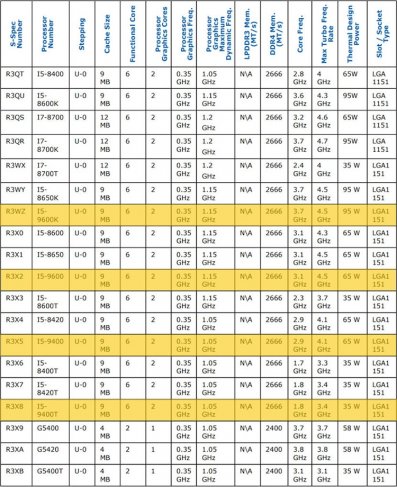 S-Spec Number | Processor Number | Stepping | Cache Size | Functional Core | Processor Graphics Cores | Processor Graphics Freq. | Processor Graphics Maximum Dynamic Freq. | LPDDR3 Mem. (MT/s) | DDR4 Mem. (MT/s) | Core Freq. | Max Turbo Freq. Rate | Thermal Design Power | Slot / Socket Type
R3QT I5-8400 U-0 9 MB 6 2 0.35 GHz 1.05 GHz N\A 2666 2.8 GHz 4 GHz 65W LGA 1151
R3QU I5-8600K U-0 9 MB 6 2 0.35 GHz 1.15 GHz N\A 2666 3.6 GHz 4.3 GHz 95W LGA 1151
R3QS I7-8700 U-0 12 MB 6 2 0.35 GHz 1.2 GHz N\A 2666 3.2 GHz 4.6 GHz 65W LGA 1151
R3QR I7-8700K U-0 12 MB 6 2 0.35 GHz 1.2 GHz N\A 2666 3.7 GHz 4.7 GHz 95W LGA 1151
R3WX I7-8700T U-0 12 MB 6 2 0.35 GHz 1.2 GHz N\A 2666 2.4 GHz 4 GHz 35 W LGA1151
R3WY I5-8650K U-0 9 MB 6 2 0.35 GHz 1.15 GHz N\A 2666 3.7 GHz 4.5 GHz 95 W LGA1151
R3WZ I5-9600K U-0 9 MB 6 2 0.35 GHz 1.15 GHz N\A 2666 3.7 GHz 4.5 GHz 95 W LGA1151
R3X0 I5-8600 U-0 9 MB 6 2 0.35 GHz 1.15 GHz N\A 2666 3.1 GHz 4.3 GHz 65 W LGA1151
R3X1 I5-8650 U-0 9 MB 6 2 0.35 GHz 1.15 GHz N\A 2666 3.1 GHz 4.5 GHz 65 W LGA1151
R3X2 I5-9600 U-0 9 MB 6 2 0.35 GHz 1.15 GHz N\A 2666 3.1 GHz 4.5 GHz 65 W LGA1151
R3X3 I5-8600T U-0 9 MB 6 2 0.35 GHz 1.15 GHz N\A 2666 2.3 GHz 3.7 GHz 35 W LGA1151
R3X4 I5-8420 U-0 9 MB 6 2 0.35 GHz 1.05 GHz N\A 2666 2.9 GHz 4.1 GHz 65 W LGA1151
R3X5 I5-9400 U-0 9 MB 6 2 0.35 GHz 1.05 GHz N\A 2666 2.9 GHz 4.1 GHz 65 W LGA1151
R3X6 I5-8400T U-0 9 MB 6 2 0.35 GHz 1.05 GHz N\A 2666 1.7 GHz 3.3 GHz 35 W LGA1151
R3X7 I5-8420T U-0 9 MB 6 2 0.35 GHz 1.05 GHz N\A 2666 1.8 GHz 3.4 GHz 35 W LGA1151
R3X8 I5-9400T U-0 9 MB 6 2 0.35 GHz 1.05 GHz N\A 2666 1.8 GHz 3.4 GHz 35 W LGA1151
R3X9 G5400 U-0 4 MB 2 1 0.35 GHz 1.05 GHz N\A 2400 3.7 GHz 3.7 GHz 58 W LGA1151
R3XA G5420 U-0 4 MB 2 1 0.35 GHz 1.05 GHz N\A 2400 3.8 GHz 3.8 GHz 58 W LGA1151
R3XB G5400T U-0 4 MB 2 1 0.35 GHz 1.05 GHz N\A 2400 3.1 GHz 3.1 GHz 35 W LGA1151